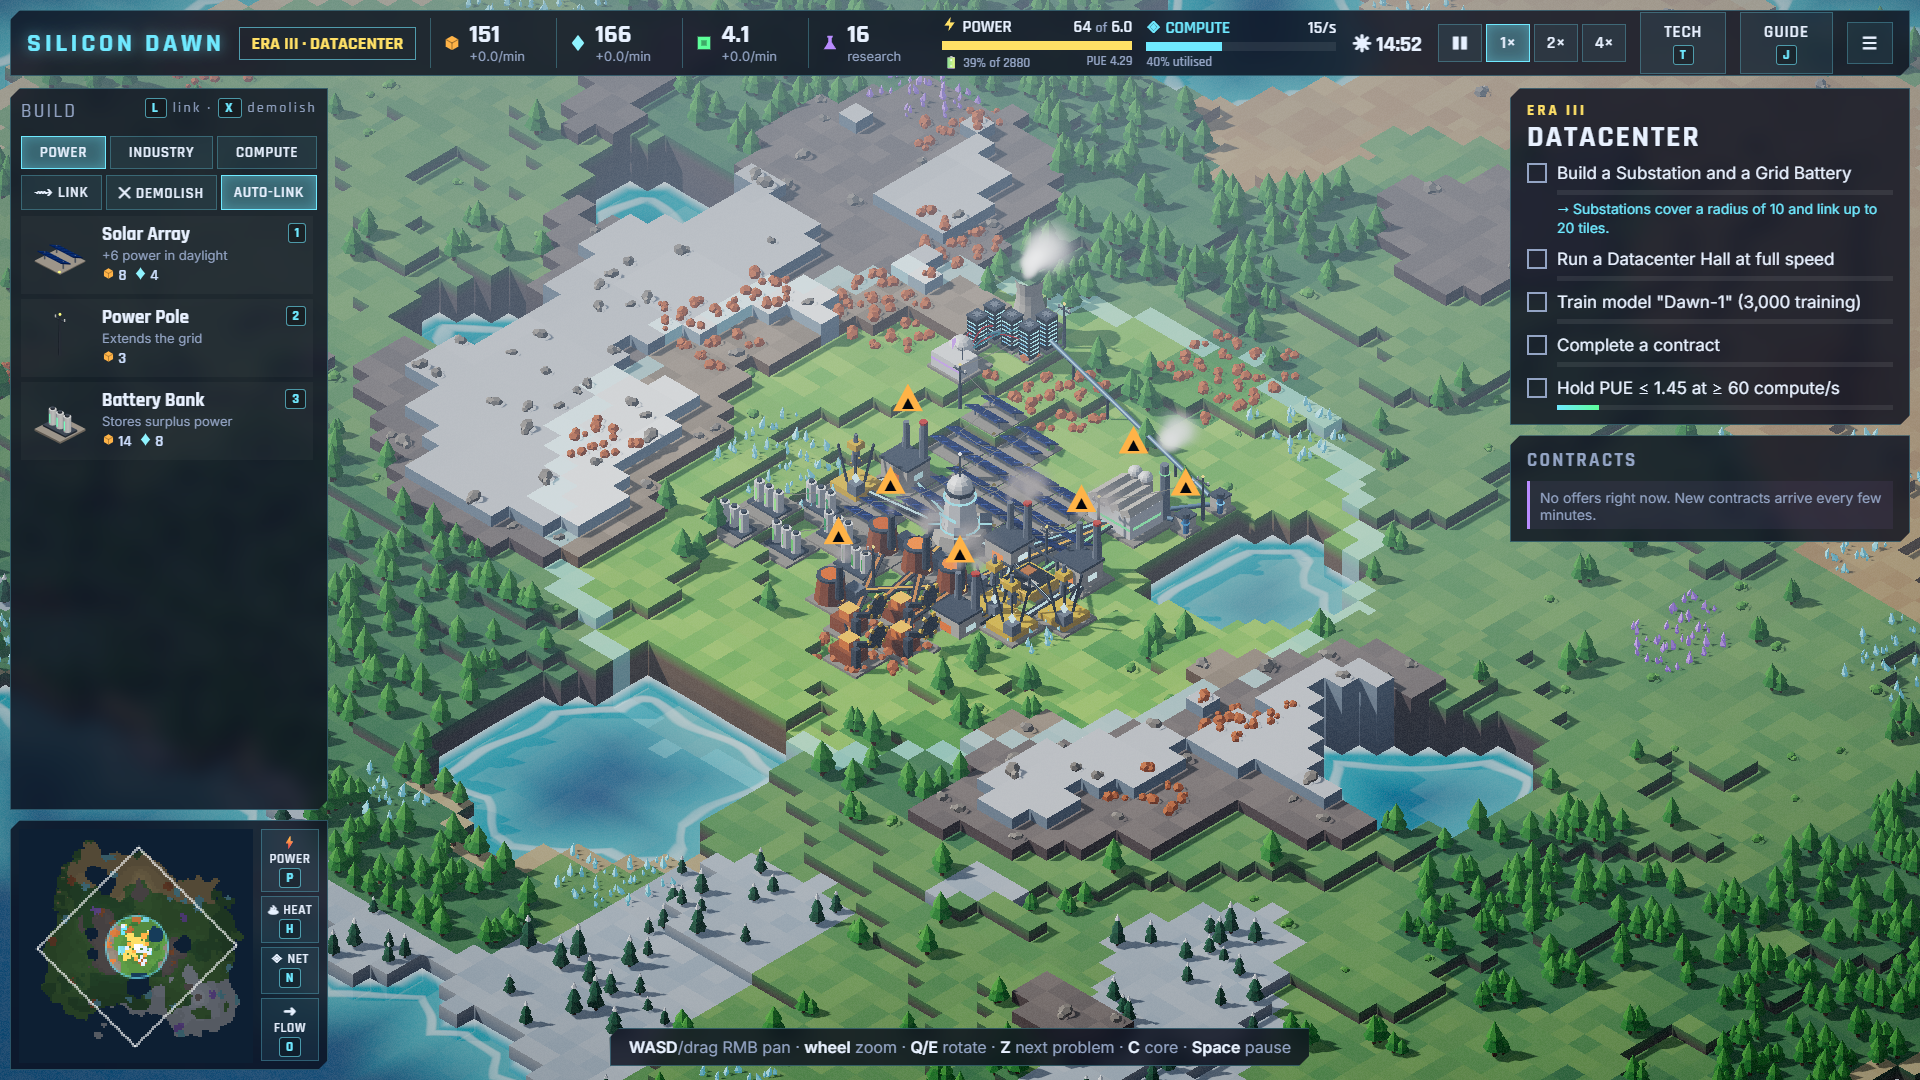 SILICON DAWN
ERA III · DATACENTER
151
+0.0/min
166
+0.0/min
4.1
+0.0/min
16
research
POWER
64 of 6.0
39% of 2880
PUE 4.29
COMPUTE
15/s
40% utilised
14:52
1×
2×
4×
TECH
T
GUIDE
J
BUILD
L link · X demolish
POWER
INDUSTRY
COMPUTE
LINK
DEMOLISH
AUTO-LINK
Solar Array
1
+6 power in daylight
8 4
Power Pole
2
Extends the grid
3
Battery Bank
3
Stores surplus power
14 8
ERA III
DATACENTER
Build a Substation and a Grid Battery
→ Substations cover a radius of 10 and link up to
20 tiles.
Run a Datacenter Hall at full speed
Train model "Dawn-1" (3,000 training)
Complete a contract
Hold PUE ≤ 1.45 at ≥ 60 compute/s
CONTRACTS
No offers right now. New contracts arrive every few
minutes.
POWER
P
HEAT
H
NET
N
FLOW
O
WASD/drag RMB pan · wheel zoom · Q/E rotate · Z next problem · C core · Space pause